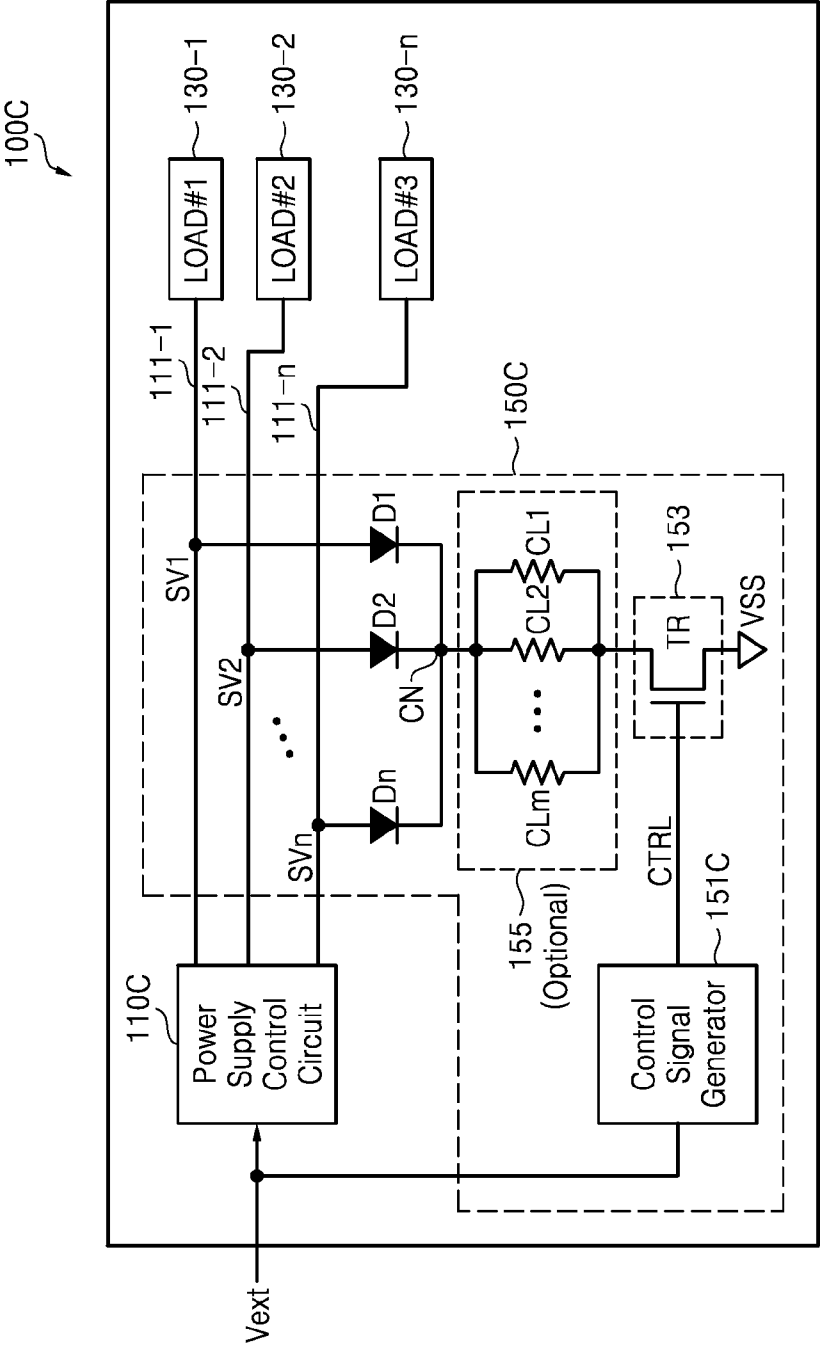 100C
130-1
130-2
130-n
LOAD#1
LOAD#2
LOAD#3
111-1
111-2
111-n
150C
SV1
SV2
SVn
D1
D2
Dn
CN
CL1
CL2
CLm
155
(Optional)
153
TR
VSS
CTRL
110C
Power
Supply
Control
Circuit
151C
Control
Signal
Generator
Vext